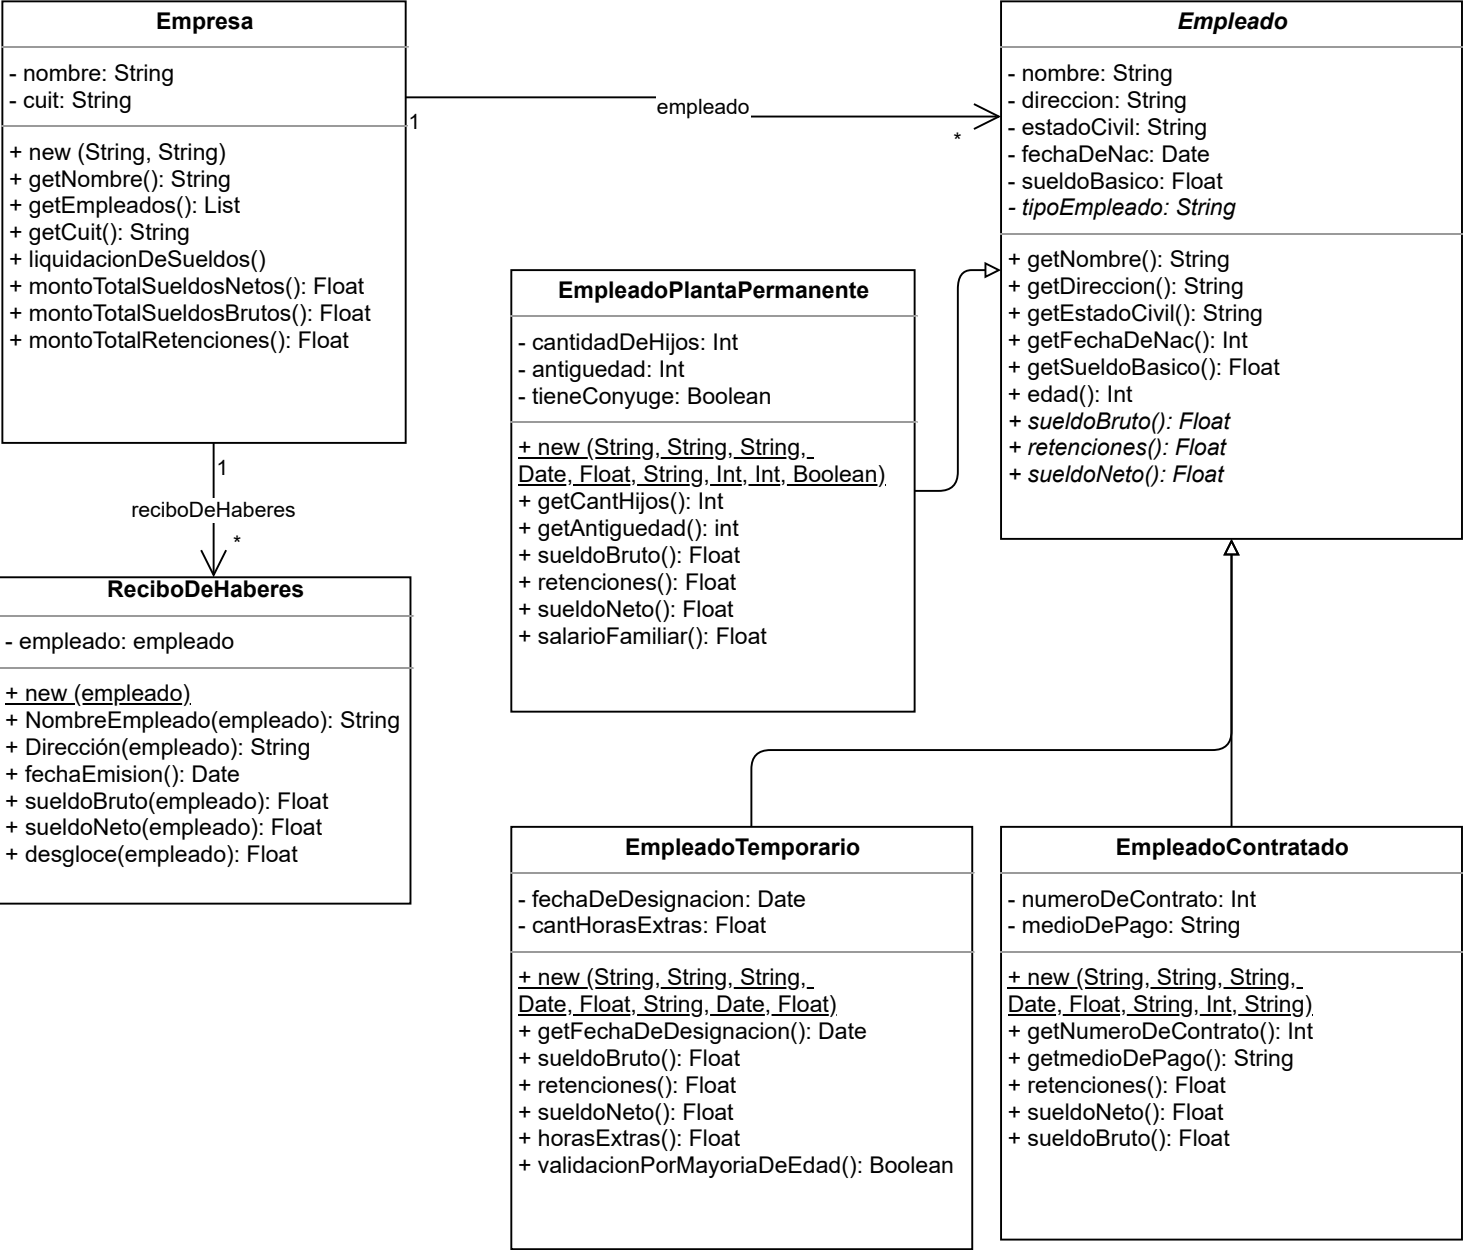 Empresa
- nombre: String
- cuit: String
+ new (String, String)
+ getNombre(): String
+ getEmpleados(): List
+ getCuit(): String
+ liquidacionDeSueldos()
+ montoTotalSueldosNetos(): Float
+ montoTotalSueldosBrutos(): Float
+ montoTotalRetenciones(): Float
1
empleado
*
Empleado
- nombre: String
- direccion: String
- estadoCivil: String
- fechaDeNac: Date
- sueldoBasico: Float
- tipoEmpleado: String
+ getNombre(): String
+ getDireccion(): String
+ getEstadoCivil(): String
+ getFechaDeNac(): Int
+ getSueldoBasico(): Float
+ edad(): Int
+ sueldoBruto(): Float
+ retenciones(): Float
+ sueldoNeto(): Float
EmpleadoPlantaPermanente
- cantidadDeHijos: Int
- antiguedad: Int
- tieneConyuge: Boolean
+ new (String, String, String,
Date, Float, String, Int, Int, Boolean)
+ getCantHijos(): Int
+ getAntiguedad(): int
+ sueldoBruto(): Float
+ retenciones(): Float
+ sueldoNeto(): Float
+ salarioFamiliar(): Float
1
reciboDeHaberes
*
ReciboDeHaberes
- empleado: empleado
+ new (empleado)
+ NombreEmpleado(empleado): String
+ Dirección(empleado): String
+ fechaEmision(): Date
+ sueldoBruto(empleado): Float
+ sueldoNeto(empleado): Float
+ desgloce(empleado): Float
EmpleadoTemporario
- fechaDeDesignacion: Date
- cantHorasExtras: Float
+ new (String, String, String,
Date, Float, String, Date, Float)
+ getFechaDeDesignacion(): Date
+ sueldoBruto(): Float
+ retenciones(): Float
+ sueldoNeto(): Float
+ horasExtras(): Float
+ validacionPorMayoriaDeEdad(): Boolean
EmpleadoContratado
- numeroDeContrato: Int
- medioDePago: String
+ new (String, String, String,
Date, Float, String, Int, String)
+ getNumeroDeContrato(): Int
+ getmedioDePago(): String
+ retenciones(): Float
+ sueldoNeto(): Float
+ sueldoBruto(): Float